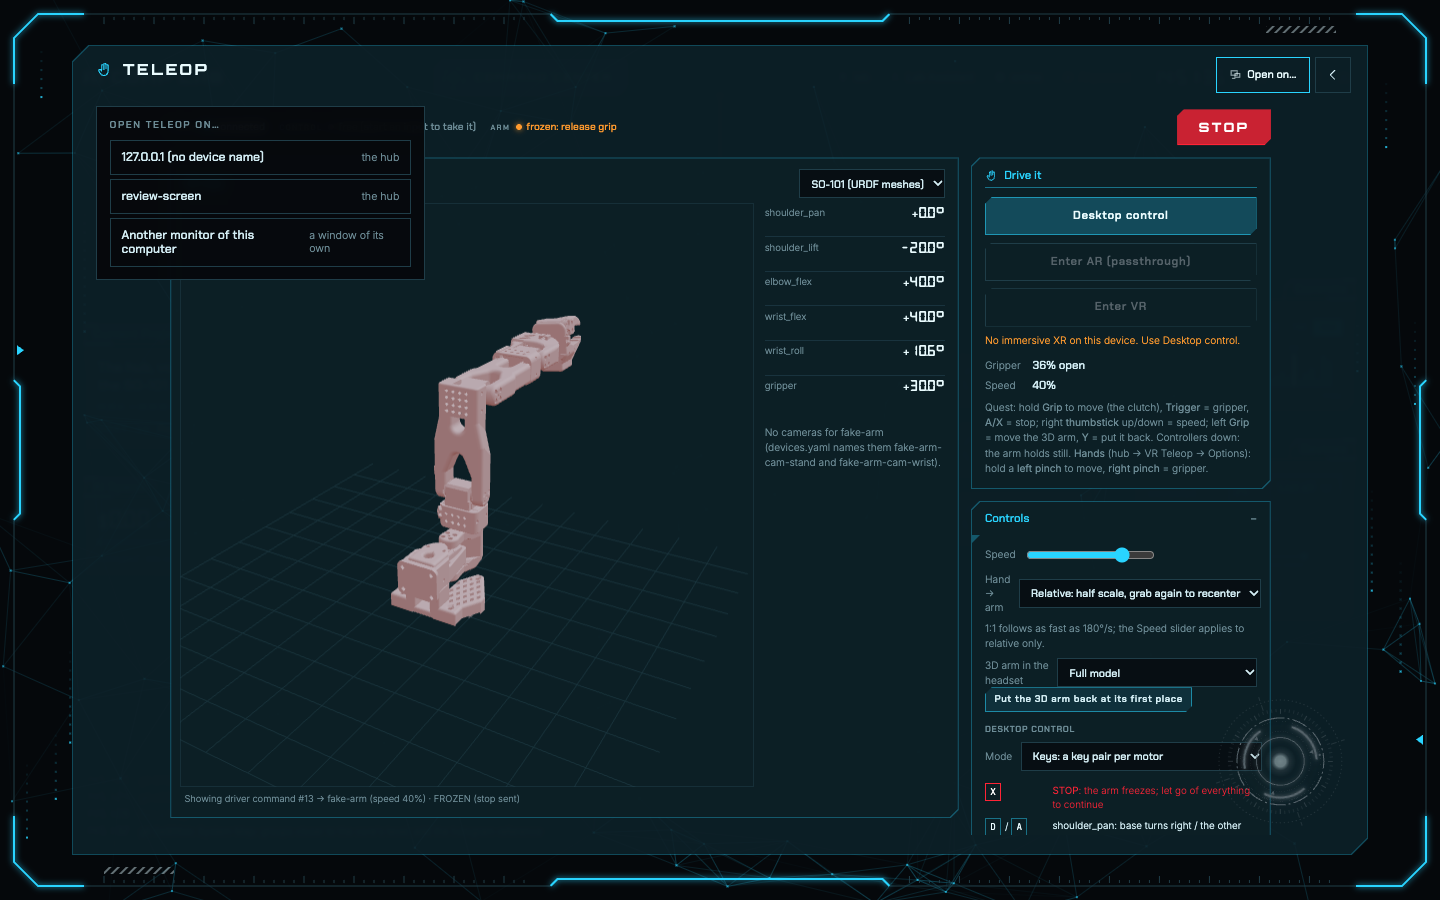 TELEOP
Open on...
OPEN TELEOP ON...
127.0.0.1 (no device name) the hub
review-screen the hub
Another monitor of this
computer
a window of its
own
t to take it) ARM frozen: release grip
STOP
SO-101 (URDF meshes)
shoulder_pan +0.0°
shoulder_lift -20.0°
elbow_flex +40.0°
wrist_flex +40.0°
wrist_roll +10.6°
gripper +30.0°
No cameras for fake-arm
(devices.yaml names them fake-arm-
cam-stand and fake-arm-cam-wrist).
Showing driver command #13 → fake-arm (speed 40%) · FROZEN (stop sent)
Drive it
Desktop control
Enter AR (passthrough)
Enter VR
No immersive XR on this device. Use Desktop control.
Gripper 36% open
Speed 40%
Quest: hold Grip to move (the clutch), Trigger = gripper,
A/X = stop; right thumbstick up/down = speed; left Grip
= move the 3D arm, Y = put it back. Controllers down:
the arm holds still. Hands (hub → VR Teleop → Options):
hold a left pinch to move, right pinch = gripper.
Controls –
Speed
Hand
→
arm
Relative: half scale, grab again to recenter
1:1 follows as fast as 180°/s; the Speed slider applies to
relative only.
3D arm in the
headset
Full model
Put the 3D arm back at its first place
DESKTOP CONTROL
Mode Keys: a key pair per motor
X STOP: the arm freezes; let go of everything
to continue
D / A shoulder_pan: base turns right / the other